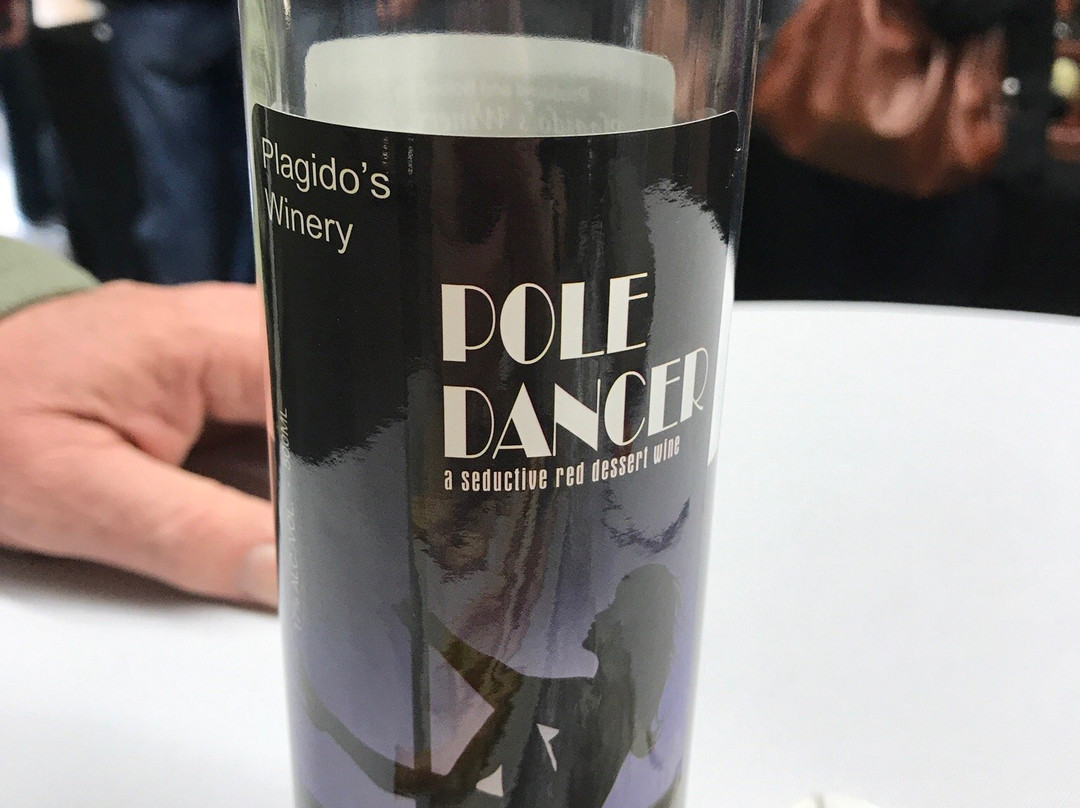 Plagido's
Winery
POLE
DANCER
a seductive red dessert wine